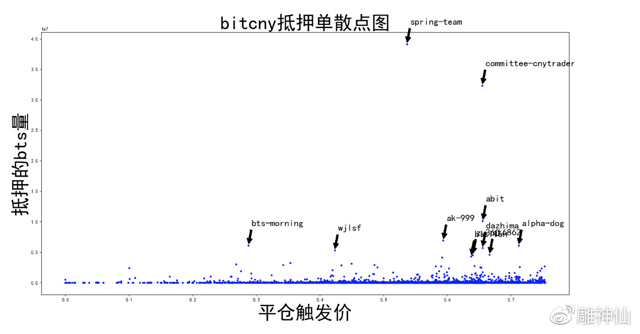 bitcny抵押单散点图
spring-team
committee-cnytrader
abit
ak-999
dazhima
alpha-dog
bts-morning
wjlsf
1e7
4.0
3.5
3.0
2.5
2.0
1.5
1.0
0.5
0.0
抵押的bts量
0.0 0.1 0.2 0.3 0.4 0.5 0.6 0.7
平仓触发价
雕神仙